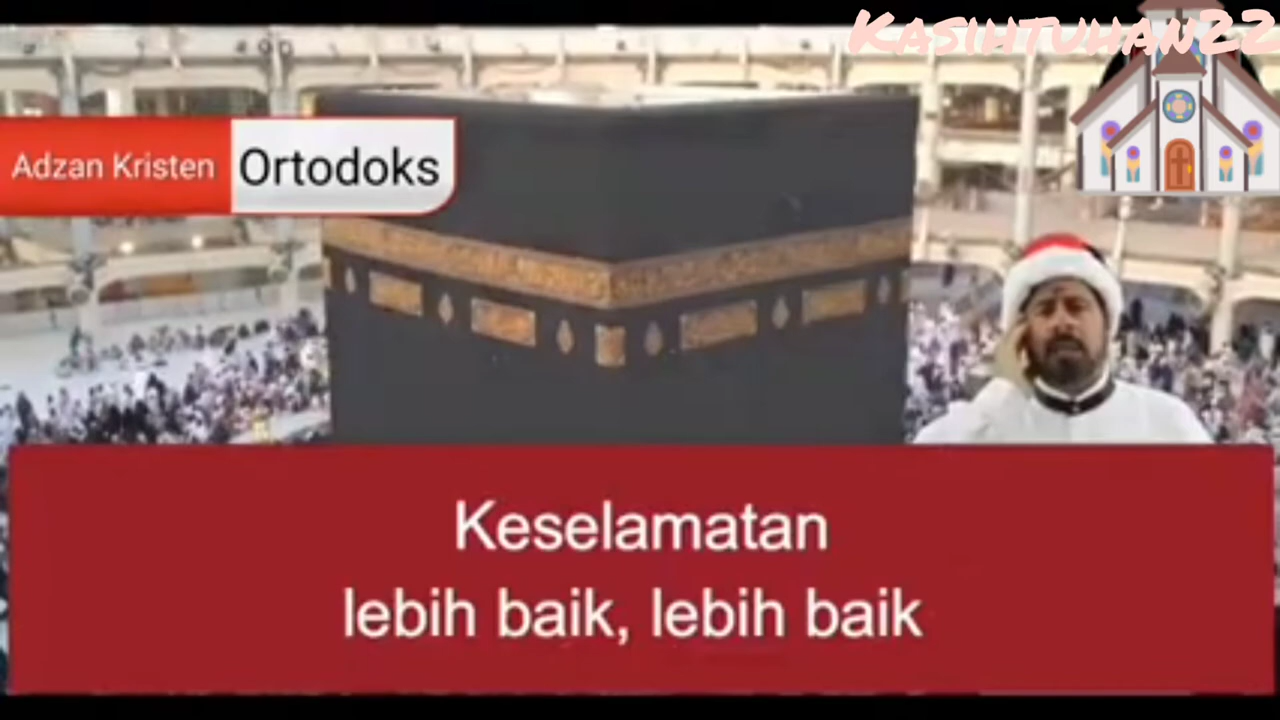 Kasihtuhan22
Adzan Kristen Ortodoks
Keselamatan
lebih baik, lebih baik